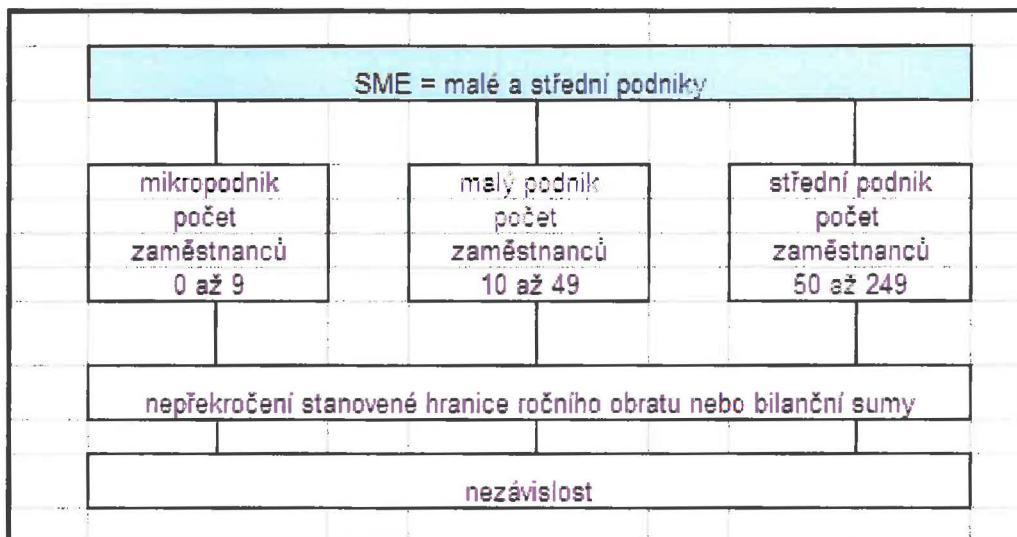 SME = malé a střední podniky
mikropodnik
počet
zaměstnanců
0 až 9
malý podnik
počet
zaměstnanců
10 až 49
střední podnik
počet
zaměstnanců
50 až 249
nepřekročení stanovené hranice ročního obratu nebo bilanční sumy
nezávislost